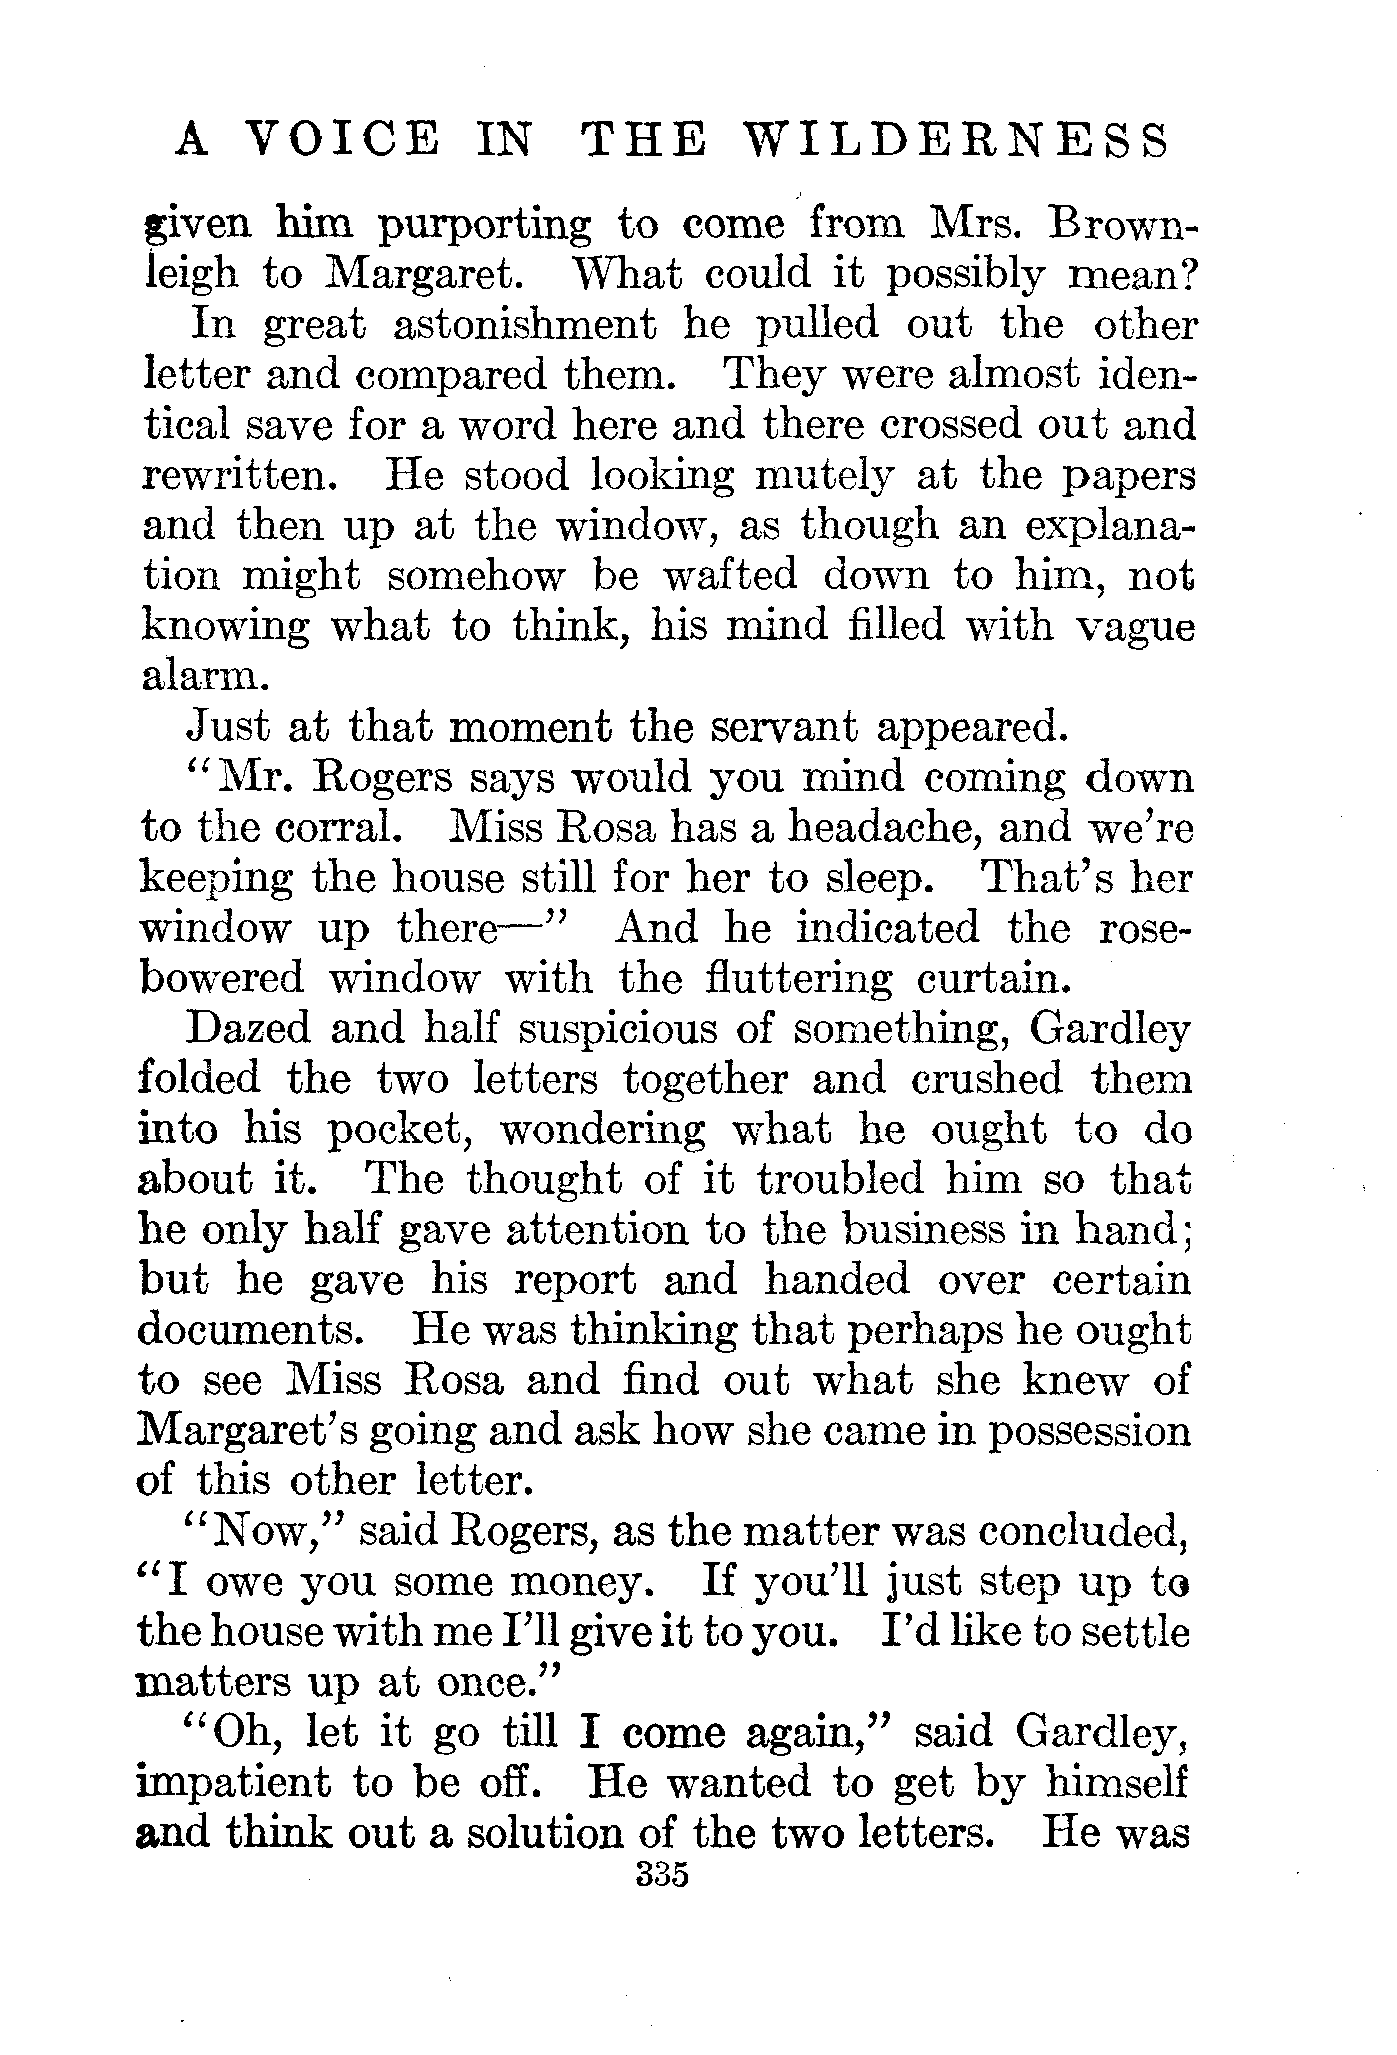 A VOICE IN THE WILDERNESS
given him purporting to come from Mrs. Brown-
leigh to Margaret. What could it possibly mean?
In great astonishment he pulled out the other
letter and compared them. They were almost iden-
tical save for a word here and there crossed out and
rewritten. He stood looking mutely at the papers
and then up at the window, as though an explana-
tion might somehow be wafted down to him, not
knowing what to think, his mind filled with vague
alarm.
Just at that moment the servant appeared.
“Mr. Rogers says would you mind coming down
to the corral. Miss Rosa has a headache, and we’re
keeping the house still for her to sleep. That’s her
window up there—” And he indicated the rose-
bowered window with the fluttering curtain.
Dazed and half suspicious of something, Gardley
folded the two letters together and crushed them
into his pocket, wondering what he ought to do
about it. The thought of it troubled him so that
he only half gave attention to the business in hand;
but he gave his report and handed over certain
documents. He was thinking that perhaps he ought
to see Miss Rosa and find out what she knew of
Margaret’s going and ask how she came in possession
of this other letter.
“Now,” said Rogers, as the matter was concluded,
“I owe you some money. If you’ll just step up to
the house with me I’ll give it to you. I’d like to settle
matters up at once.”
“Oh, let it go till I come again,” said Gardley,
impatient to be off. He wanted to get by himself
and think out a solution of the two letters. He was
335